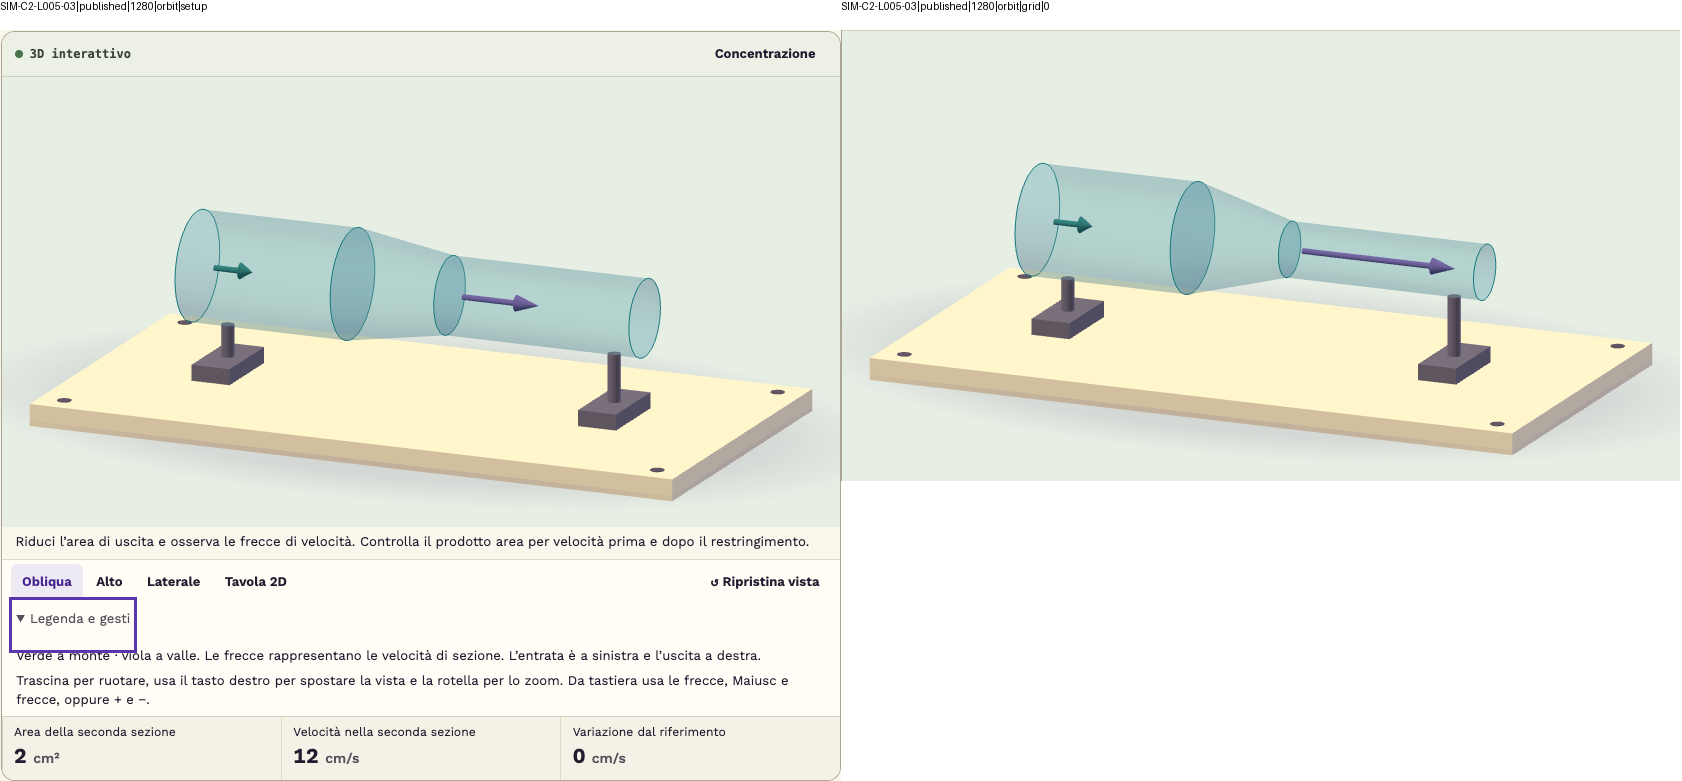 SIM-C2-L005-03|published|1280|orbit|setup
SIM-C2-L005-03|published|1280|orbit|grid|0
3D interattivo
Concentrazione
Riduci l’area di uscita e osserva le frecce di velocità. Controlla il prodotto area per velocità prima e dopo il restringimento.
Obliqua Alto Laterale Tavola 2D ↺ Ripristina vista
▼ Legenda e gesti
Verde a monte · viola a valle. Le frecce rappresentano le velocità di sezione. L’entrata è a sinistra e l’uscita a destra.
Trascina per ruotare, usa il tasto destro per spostare la vista e la rotella per lo zoom. Da tastiera usa le frecce, Maiusc e
frecce, oppure + e −.
Area della seconda sezione
2 cm²
Velocità nella seconda sezione
12 cm/s
Variazione dal riferimento
0 cm/s